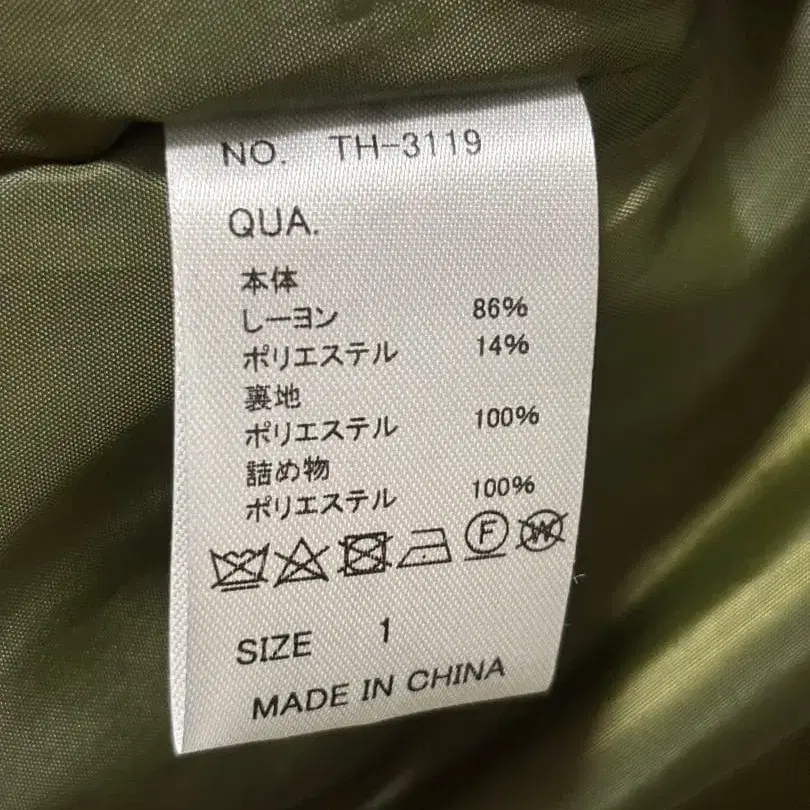 NO. TH-3119
QUA.
本体
レーヨン 86%
ポリエステル 14%
裏地
ポリエステル 100%
詰め物
ポリエステル 100%
F W
SIZE 1
MADE IN CHINA